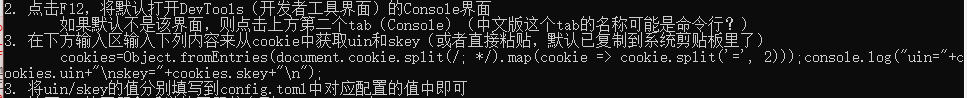 2. 点击F12,将默认打开DevTools(开发者工具界面)的Console界面
如果默认不是该界面,则点击上方第二个tab(Console)(中文版这个tab的名称可能是命令行?)
3. 在下方输入区输入下列内容来从cookie中获取uin和skey(或者直接粘贴,默认已复制到系统剪贴板里了)
cookies=Object.fromEntries(document.cookie.split(/; */).map(cookie => cookie.split('=', 2)));console.log("uin="+c
ookies.uin+"\nskey="+cookies.skey+"\n");
3. 将uin/skey的值分别填写到config.toml中对应配置的值中即可